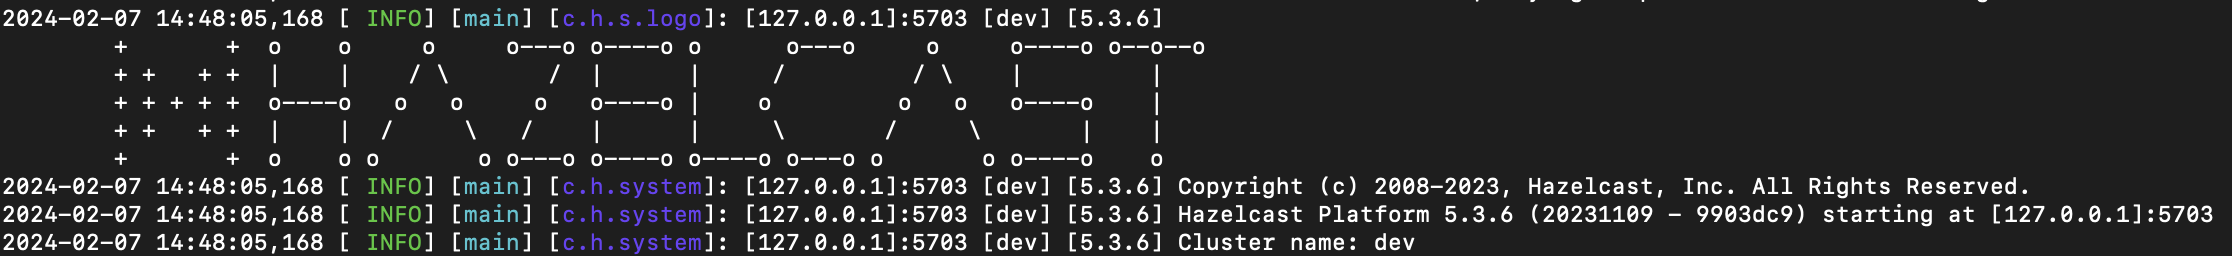 2024-02-07 14:48:05,168 [ INFO] [main] [c.h.s.logo]: [127.0.0.1]:5703 [dev] [5.3.6]
        +       +  o    o     o     o---o o----o o      o---o     o     o----o o--o--o
        + +   + +  |    |    / \       /  |      |     /         / \    |         |
        + + + + +  o----o   o   o     o   o----o |    o         o   o   o----o    |
        + +   + +  |    |  /     \   /    |      |     \       /     \       |    |
        +       +  o    o o       o o---o o----o o----o o---o o       o o----o    o
2024-02-07 14:48:05,168 [ INFO] [main] [c.h.system]: [127.0.0.1]:5703 [dev] [5.3.6] Copyright (c) 2008-2023, Hazelcast, Inc. All Rights Reserved.
2024-02-07 14:48:05,168 [ INFO] [main] [c.h.system]: [127.0.0.1]:5703 [dev] [5.3.6] Hazelcast Platform 5.3.6 (20231109 - 9903dc9) starting at [127.0.0.1]:5703
2024-02-07 14:48:05,168 [ INFO] [main] [c.h.system]: [127.0.0.1]:5703 [dev] [5.3.6] Cluster name: dev